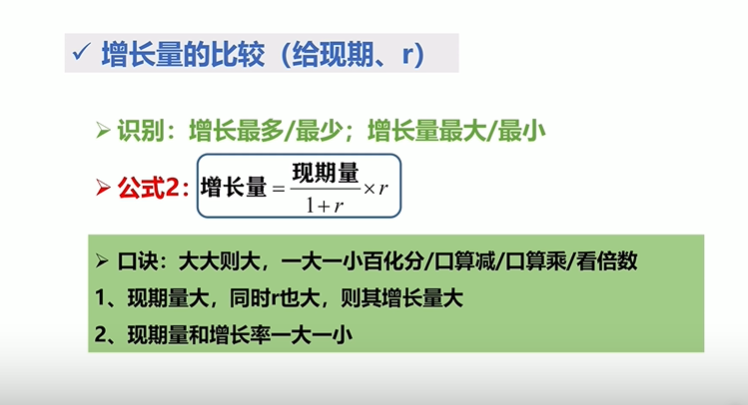 ✓ 增长量的比较（给现期、r）
➢ 识别：增长最多/最少；增长量最大/最小
➢ 公式2：增长量 = 现期量/1+r × r
➢ 口诀：大大则大，一大一小百化分/口算减/口算乘/看倍数
1、现期量大，同时r也大，则其增长量大
2、现期量和增长率一大一小